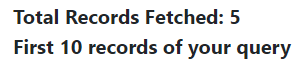 Total Records Fetched: 5
First 10 records of your query